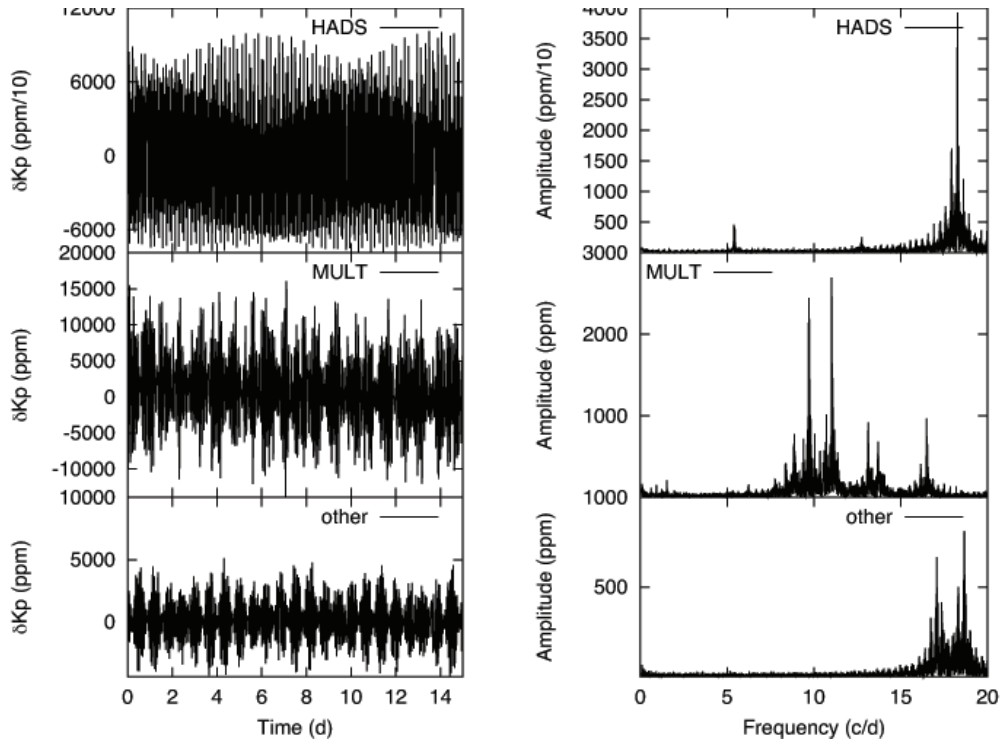 12000
HADS
6000
0
-6000
20000
δKp (ppm/10)
MULT
15000
10000
5000
0
-5000
-10000
10000
δKp (ppm)
other
5000
0
δKp (ppm)
0 2 4 6 8 10 12 14
Time (d)
4000
HADS
3500
3000
4000
1000
500
3000
Amplitude (ppm/10)
MULT
2000
1000
1000
Amplitude (ppm)
other
500
Amplitude (ppm)
0 5 10 15 20
Frequency (c/d)